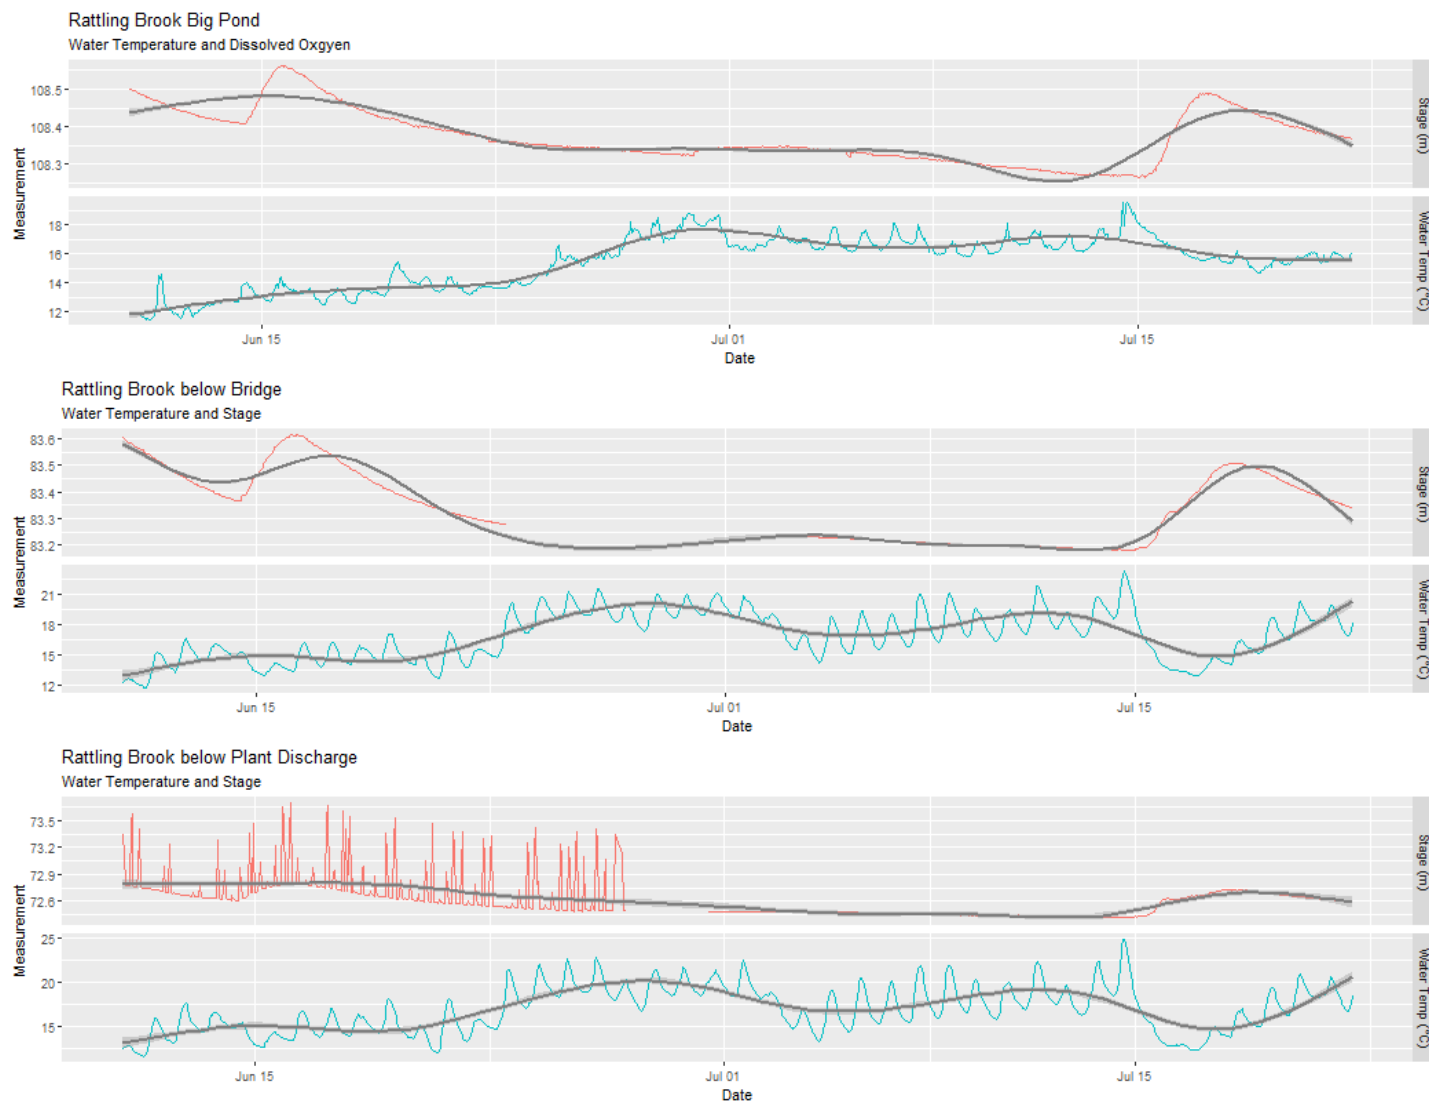 Rattling Brook Big Pond
Water Temperature and Dissolved Oxgyen
108.5
108.4
108.3
Stage (m)
Measurement
18
16
14
12
Water Temp (°C)
Jun 15
Jul 01
Jul 15
Date
Rattling Brook below Bridge
Water Temperature and Stage
83.6
83.5
83.4
83.3
83.2
Stage (m)
Measurement
21
18
15
12
Water Temp (°C)
Jun 15
Jul 01
Jul 15
Date
Rattling Brook below Plant Discharge
Water Temperature and Stage
73.5
73.2
72.9
72.6
Stage (m)
Measurement
25
20
15
Water Temp (°C)
Jun 15
Jul 01
Jul 15
Date